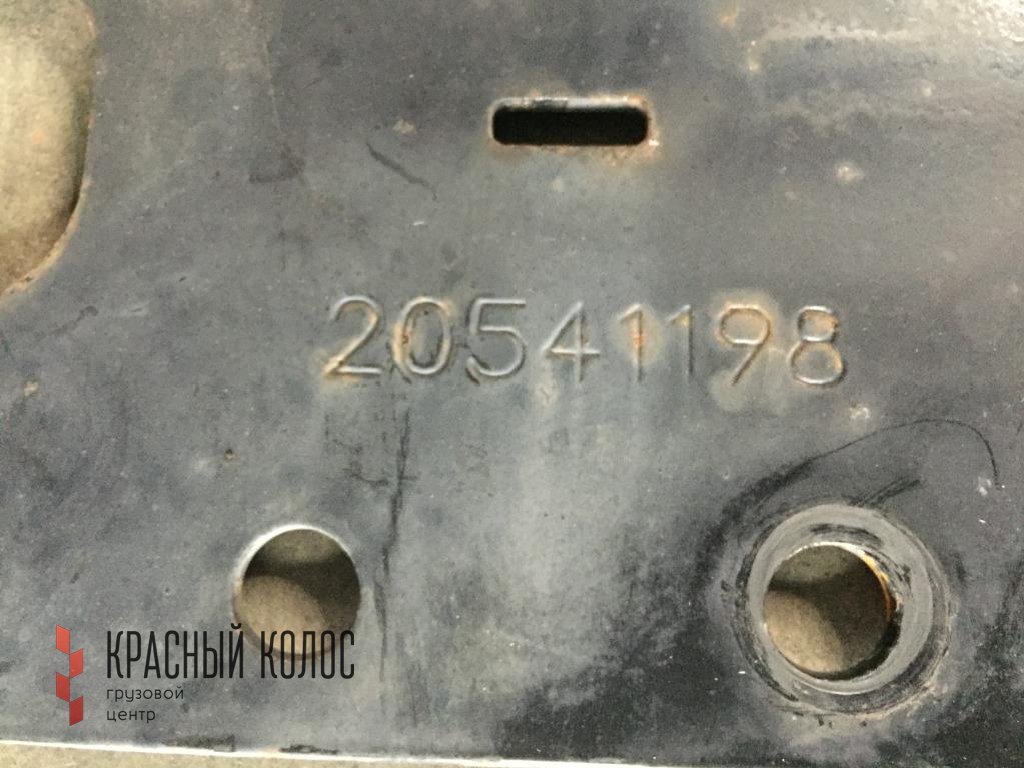 20541198
КРАСНЫЙ КОЛОС
грузовой
центр